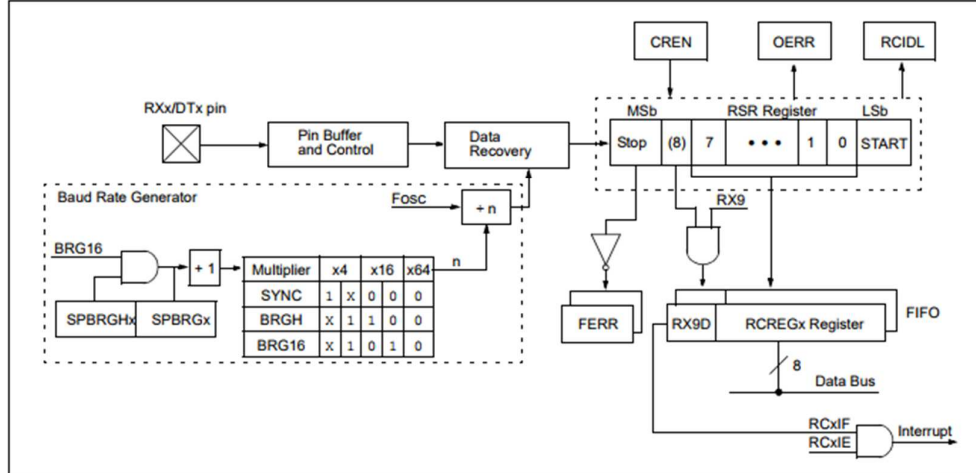 CREN OERR RCIDL
RXx/DTx pin
MSb RSR Register LSb
Pin Buffer
and Control
Data
Recovery
Stop (8) 7 • • • 1 0 START
Baud Rate Generator
Fosc
÷ n
RX9
BRG16
+ 1
n
Multiplier x4 x16 x64
SYNC 1 X 0 0 0
BRGH X 1 1 0 0
BRG16 X 1 0 1 0
SPBRGHx SPBRGx
FERR
RX9D RCREGx Register
FIFO
8
Data Bus
RCxIF
RCxIE
Interrupt